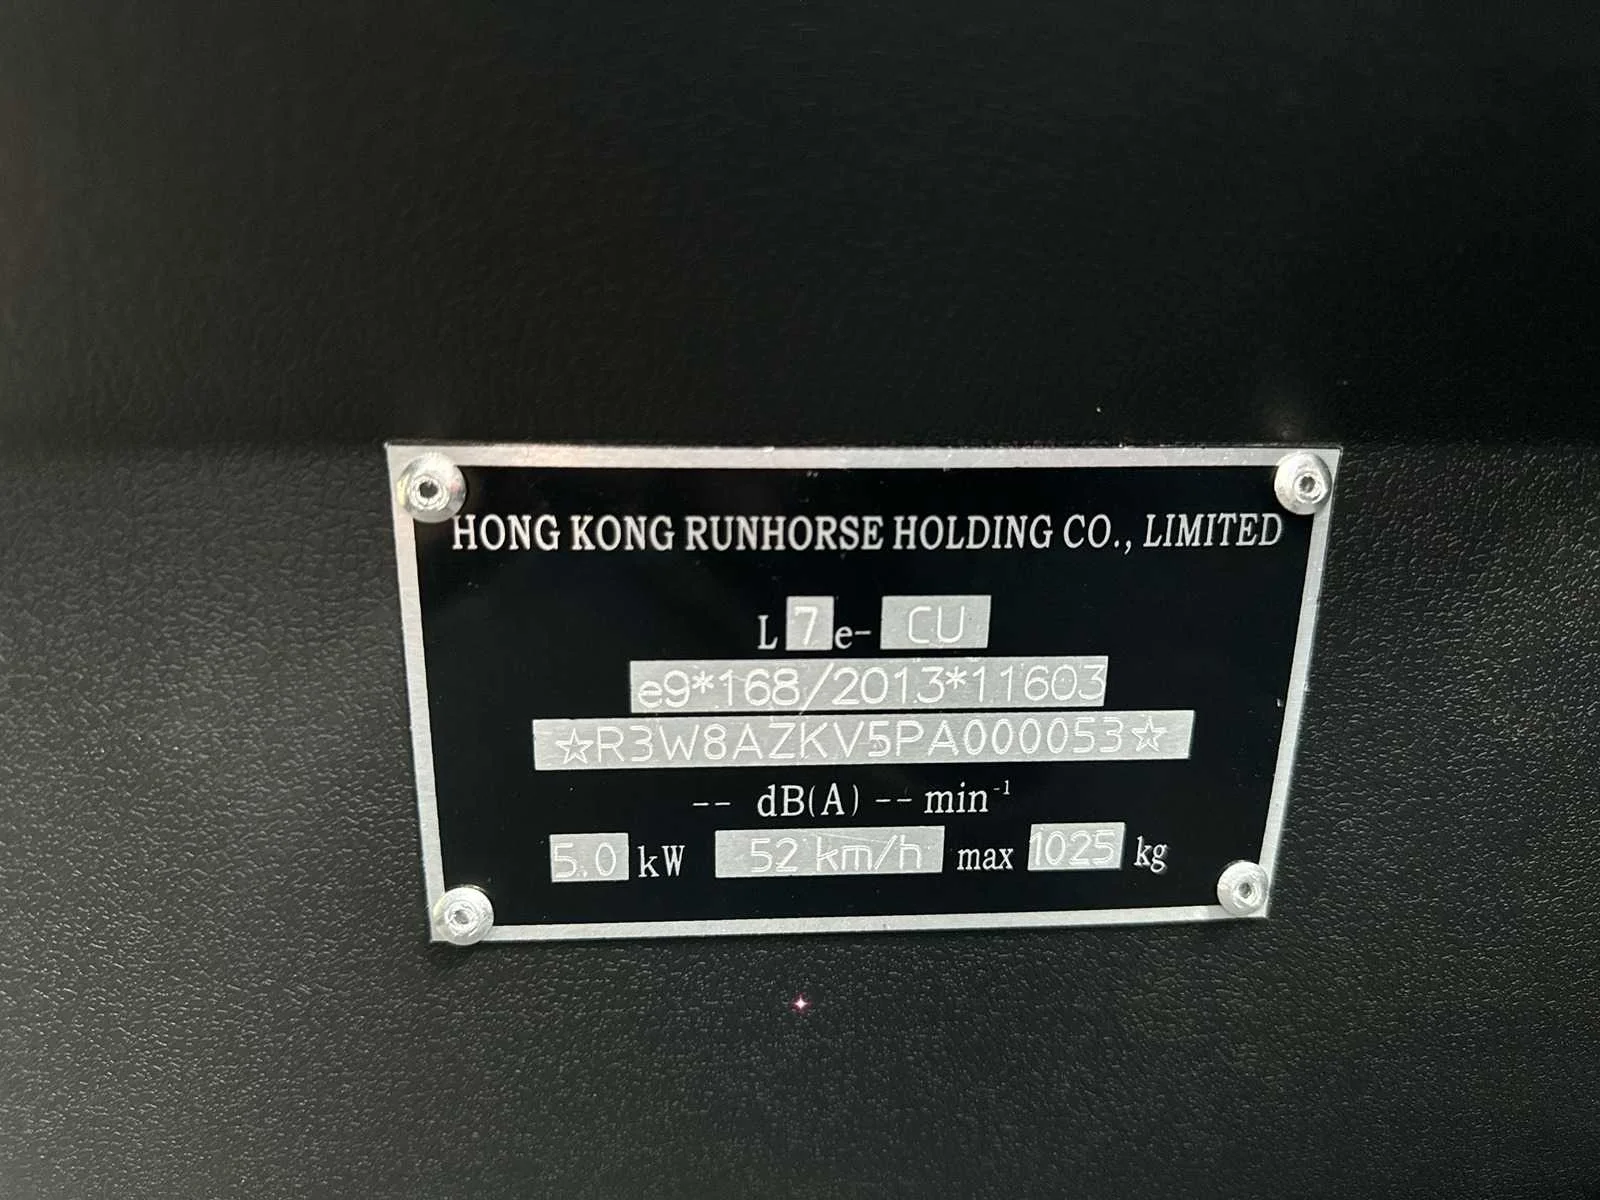 HONG KONG RUNHORSE HOLDING CO., LIMITED
L 7 e- CU
e9*168/2013*11603
☆R3W8AZKV5PA000053☆
-- dB(A) -- min⁻¹
5.0 kW 52 km/h max 1025 kg